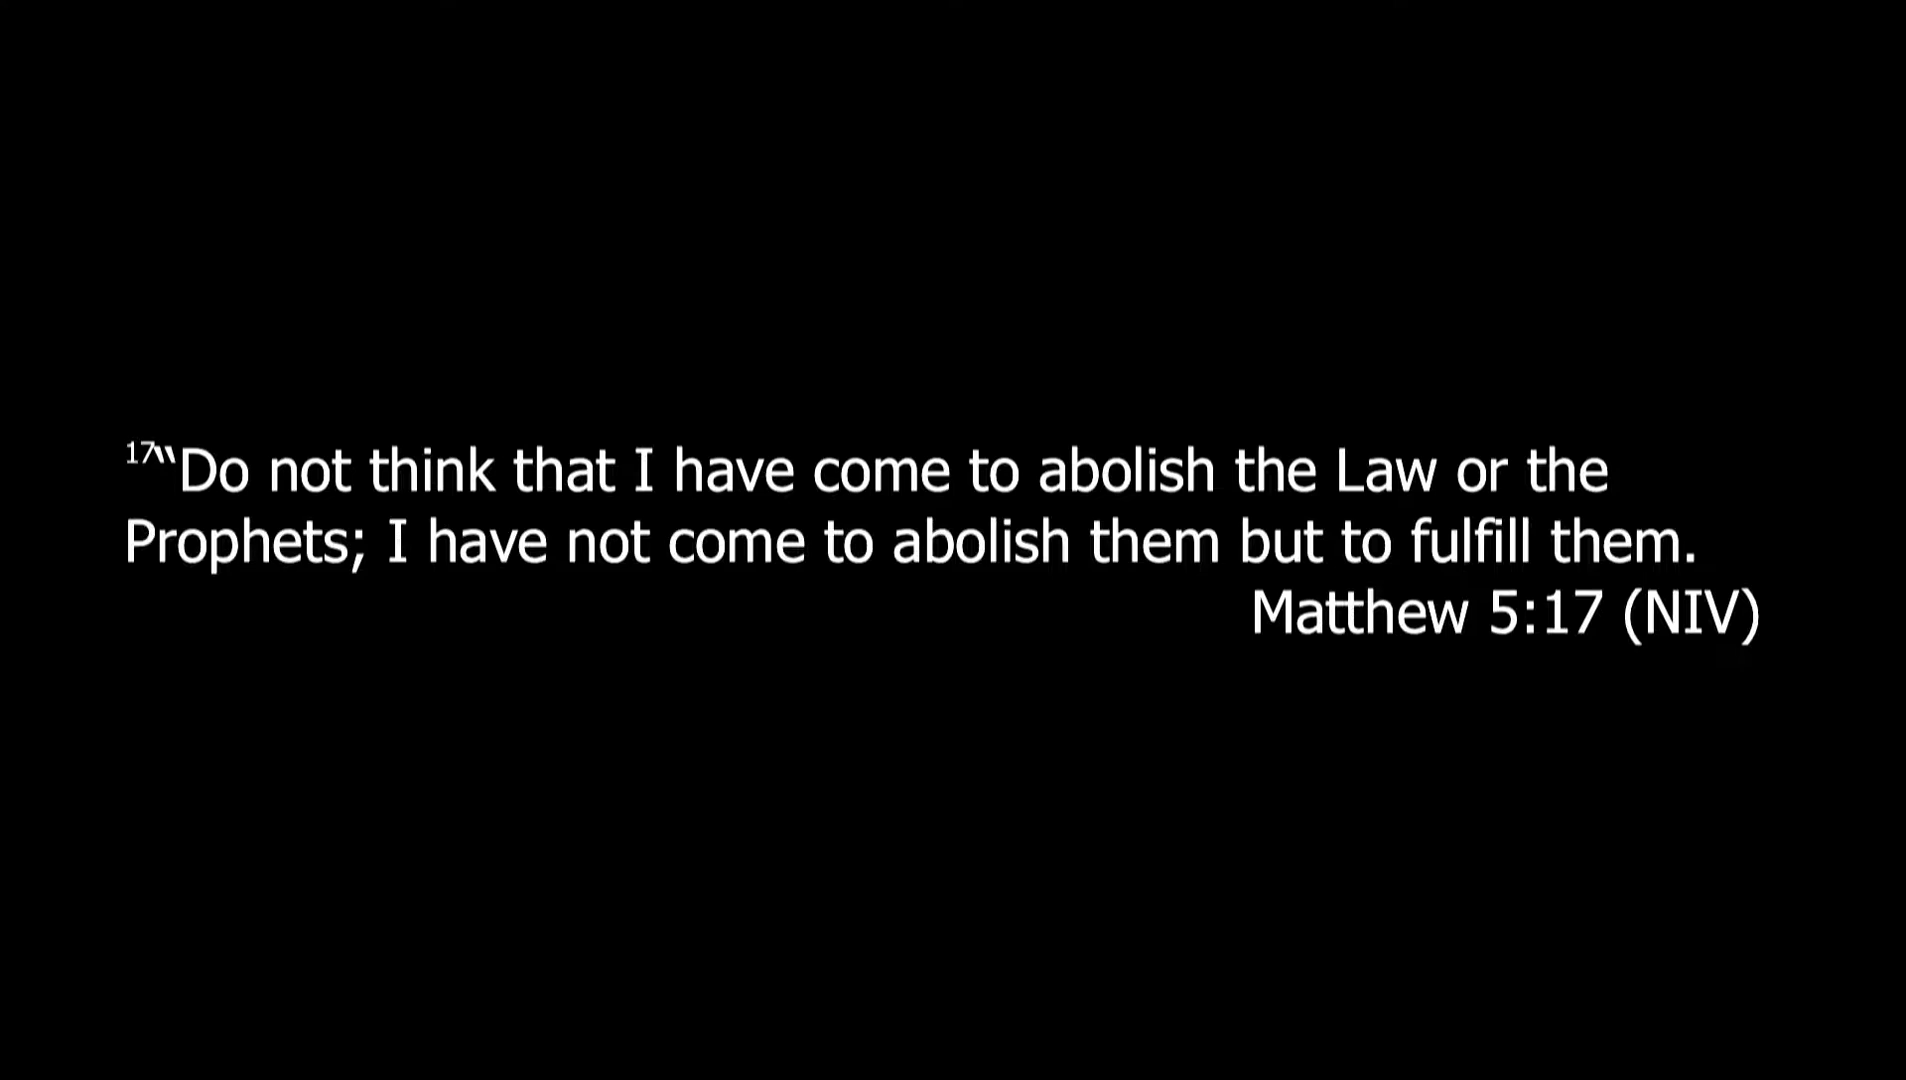 17“Do not think that I have come to abolish the Law or the
Prophets; I have not come to abolish them but to fulfill them.
Matthew 5:17 (NIV)